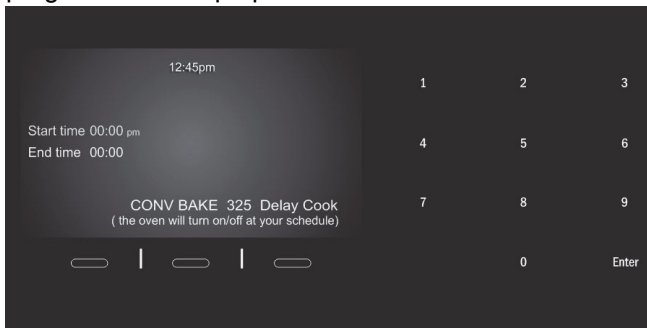 12:45pm
Start time 00:00 pm
End time 00:00
CONV BAKE 325 Delay Cook
( the oven will turn on/off at your schedule)
1 2 3
4 5 6
7 8 9
0 Enter